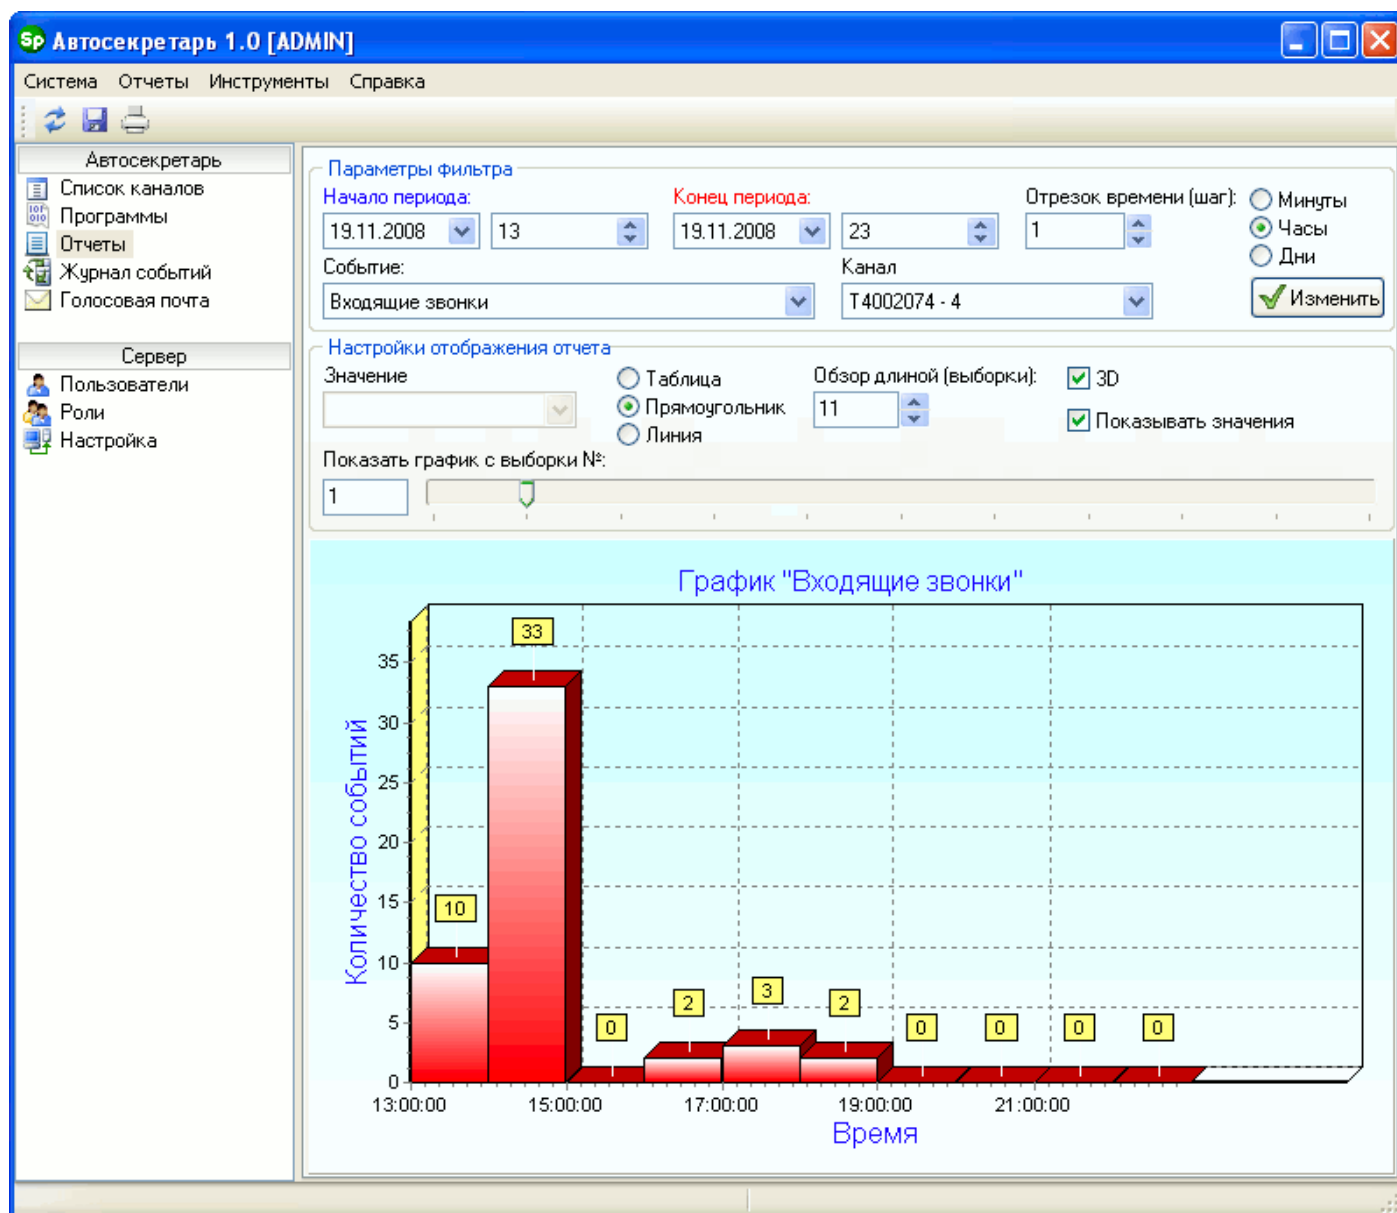 Sp Автосекретарь 1.0 [ADMIN]
Система Отчеты Инструменты Справка
Автосекретарь
Список каналов
Программы
Отчеты
Журнал событий
Голосовая почта
Сервер
Пользователи
Роли
Настройка
Параметры фильтра
Начало периода: Конец периода: Отрезок времени (шаг):
19.11.2008 13 19.11.2008 23 1
Минуты
Часы
Дни
Событие: Канал
Входящие звонки T4002074 - 4 Изменить
Настройки отображения отчета
Значение
Таблица
Прямоугольник
Линия
Обзор длиной (выборки):
11
3D
Показывать значения
Показать график с выборки №:
1
График "Входящие звонки"
Количество событий
35
30
25
20
15
10
5
0
10 33 0 2 3 2 0 0 0 0
13:00:00 15:00:00 17:00:00 19:00:00 21:00:00
Время